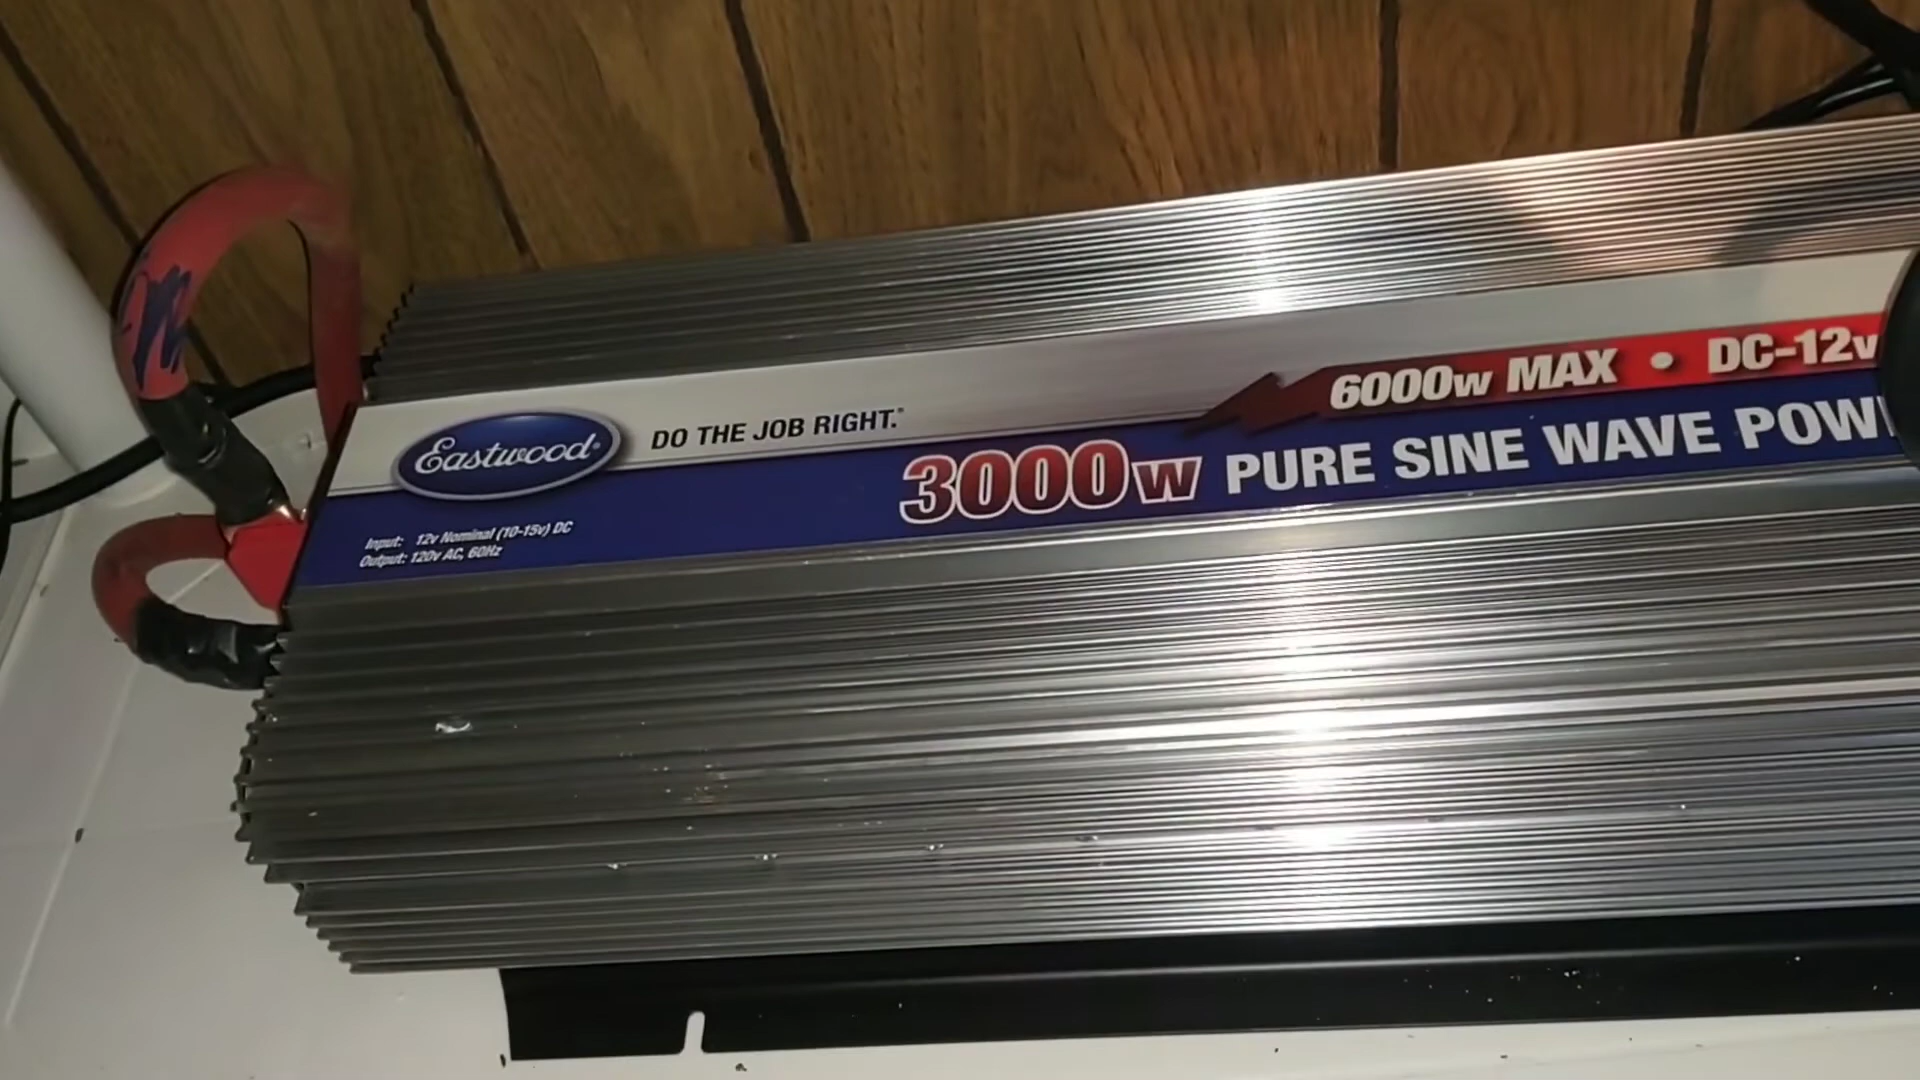 6000w MAX • DC-12v
Eastwood®
DO THE JOB RIGHT.®
3000w PURE SINE WAVE POW
Input: 12v Nominal (10-15v) DC
Output: 120v AC, 60Hz